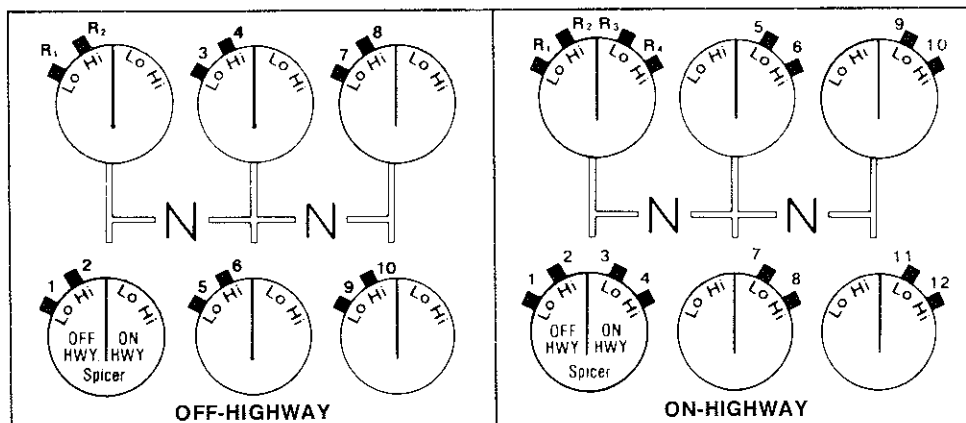 R₁ R₂
Lo Hi Lo Hi
3 4
Lo Hi Lo Hi
7 8
Lo Hi Lo Hi
N N
1 2
Lo Hi Lo Hi
OFF HWY. ON HWY
Spicer
5 6
Lo Hi Lo Hi
9 10
Lo Hi Lo Hi
OFF-HIGHWAY
R₁ R₂ R₃ R₄
Lo Hi Lo Hi
5 6
Lo Hi Lo Hi
9 10
Lo Hi Lo Hi
N N
1 2 3 4
Lo Hi Lo Hi
OFF HWY ON HWY
Spicer
7 8
Lo Hi Lo Hi
11 12
Lo Hi Lo Hi
ON-HIGHWAY